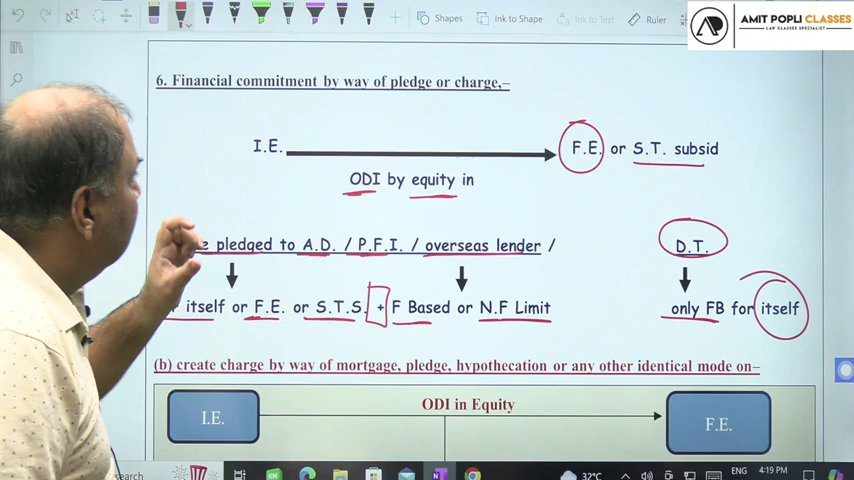 Shapes
Ink to Shape
Ink to Text
Ruler
AMIT POPLI CLASSES
LAW CLASSES SPECIALIST
6. Financial commitment by way of pledge or charge,–
I.E.
F.E. or S.T. subsid
ODI by equity in
pledged to A.D. / P.F.I. / overseas lender /
D.T.
itself or F.E. or S.T.S. + F Based or N.F Limit
only FB for itself
(b) create charge by way of mortgage, pledge, hypothecation or any other identical mode on–
ODI in Equity
I.E.
F.E.
search
32°C
ENG
4:19 PM